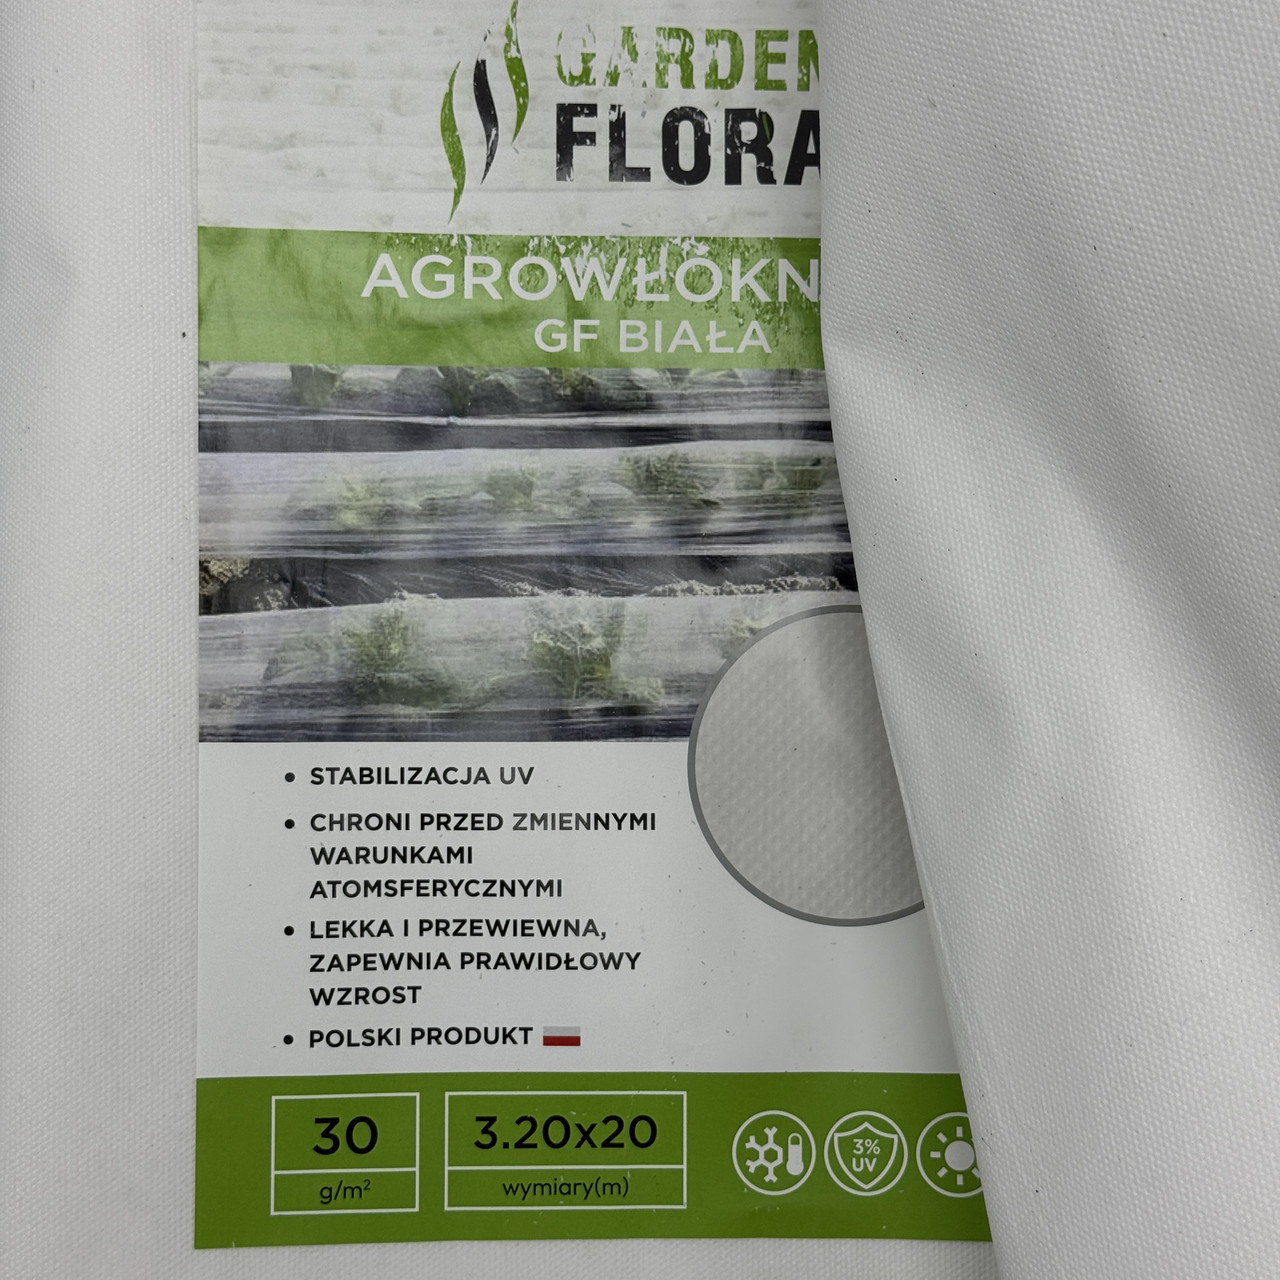 GARDEN
FLORA
AGROWŁÓKN
GF BIAŁA
• STABILIZACJA UV
• CHRONI PRZED ZMIENNYMI
WARUNKAMI
ATOMSFERYCZNYMI
• LEKKA I PRZEWIEWNA,
ZAPEWNIA PRAWIDŁOWY
WZROST
• POLSKI PRODUKT
30
g/m²
3.20x20
wymiary(m)
3%
UV